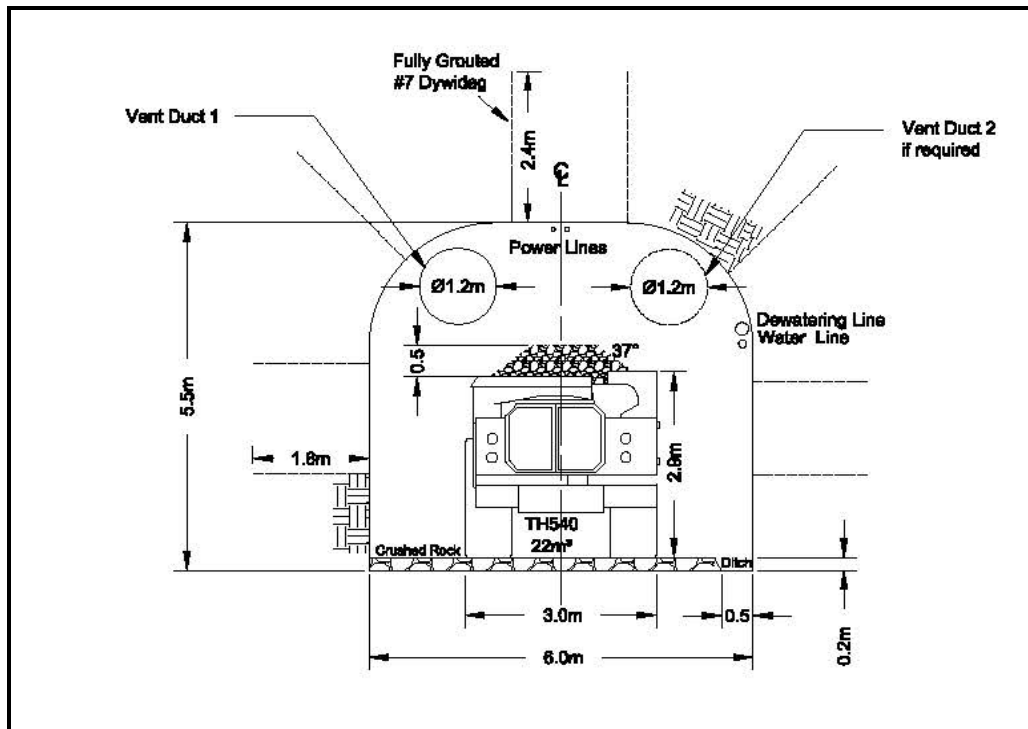 Fully Grouted
#7 Dywidag
Vent Duct 1
Vent Duct 2
if required
2.4m
CL
Power Lines
Ø1.2m
Ø1.2m
Dewatering Line
Water Line
0.5
37°
5.5m
1.8m
2.8m
TH540
22m³
Crushed Rock
Ditch
3.0m
0.5
0.2m
6.0m